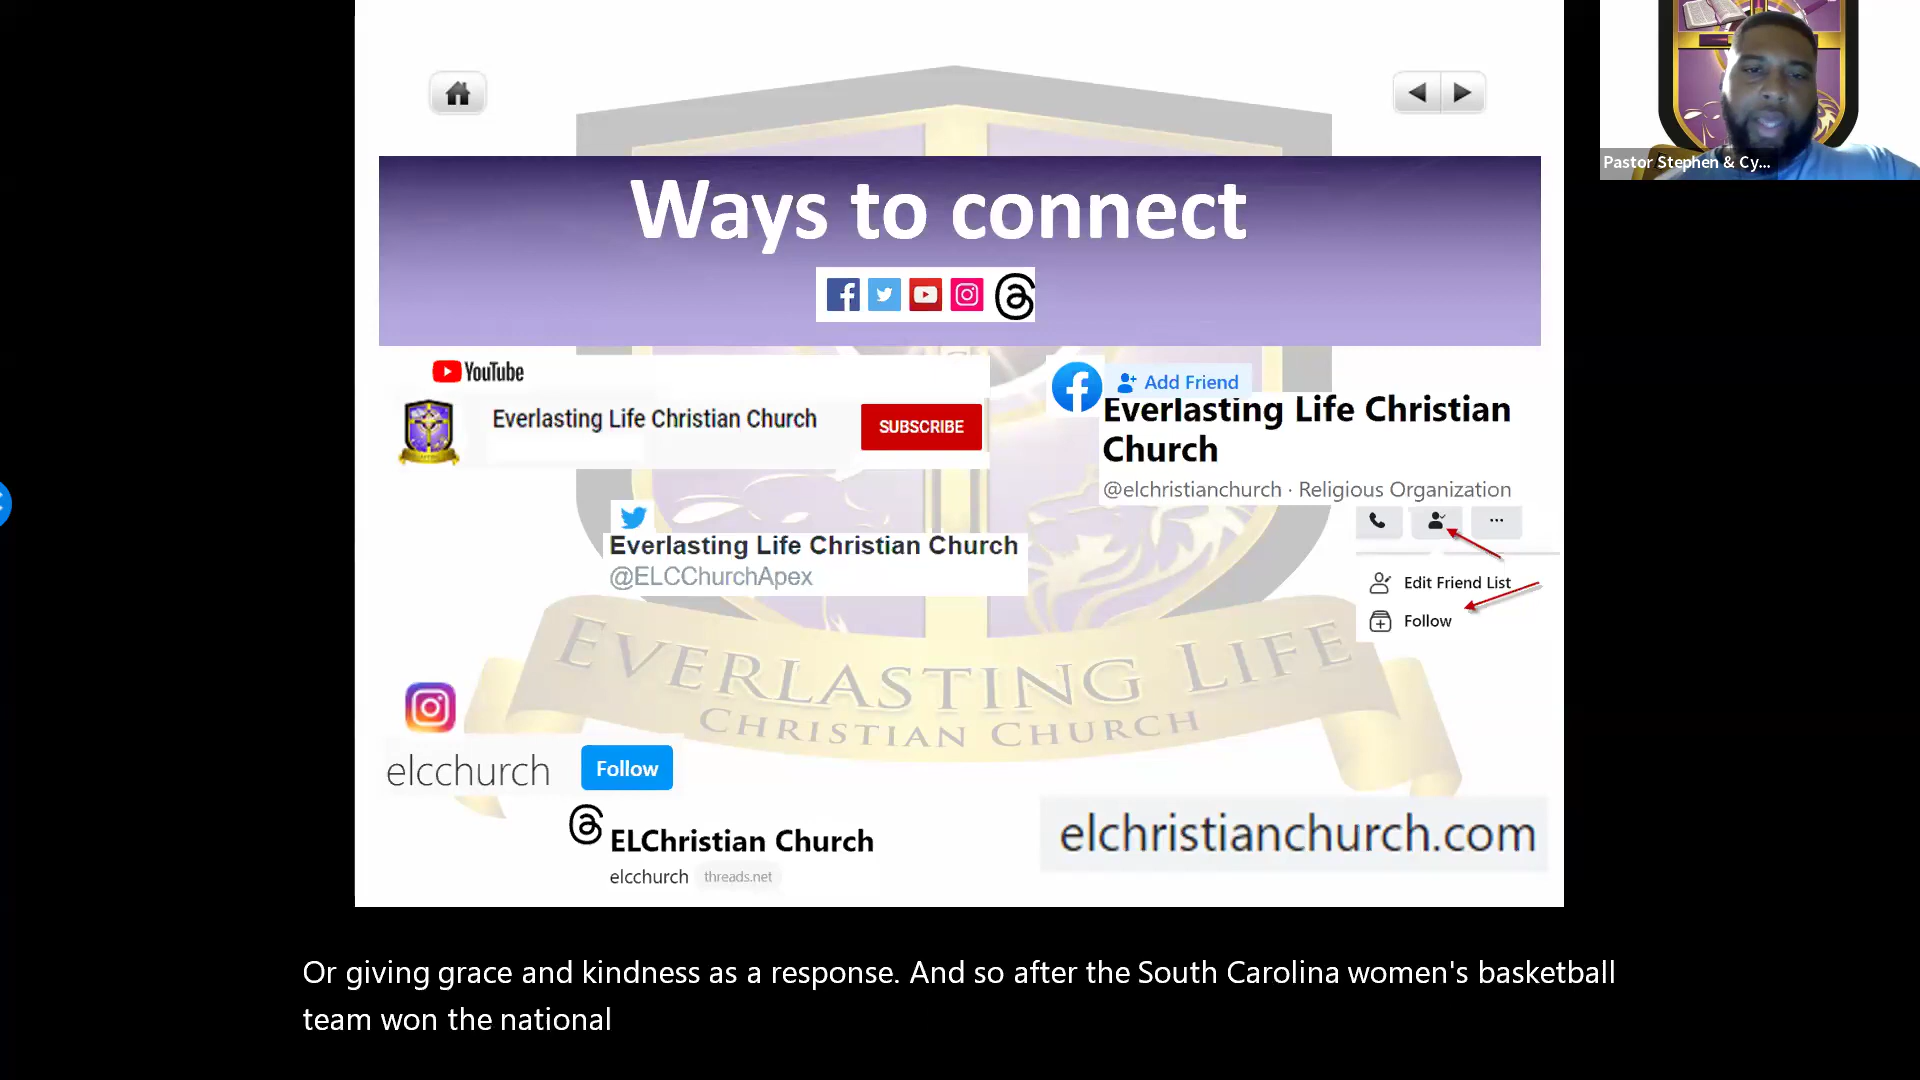 Pastor Stephen & Cy...
Ways to connect
YouTube
Everlasting Life Christian Church
SUBSCRIBE
Add Friend
Everlasting Life Christian
Church
@elchristianchurch · Religious Organization
Everlasting Life Christian Church
@ELCChurchApex
Edit Friend List
Follow
EVERLASTING LIFE
CHRISTIAN CHURCH
elcchurch
Follow
ELChristian Church
elcchurch threads.net
elchristianchurch.com
Or giving grace and kindness as a response. And so after the South Carolina women's basketball
team won the national